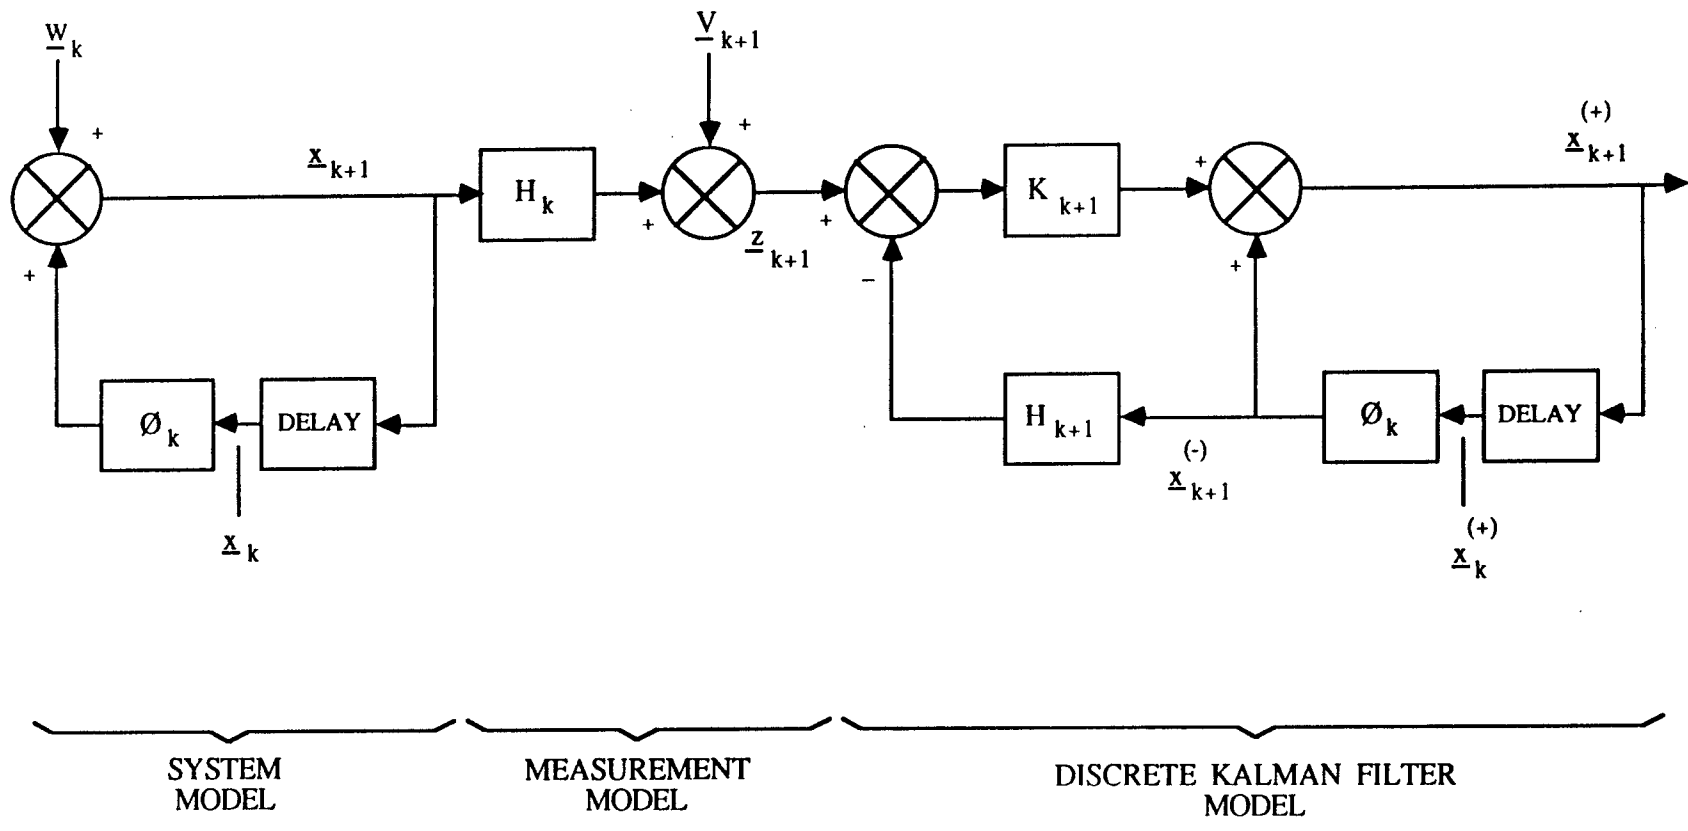 w k
V k+1
+
+
(+)
x k+1
x k+1
H k
K k+1
+
+
+
z k+1
+
+
–
Ø k
DELAY
H k+1
Ø k
DELAY
(-)
x k+1
x k
(+)
x k
SYSTEM
MODEL
MEASUREMENT
MODEL
DISCRETE KALMAN FILTER
MODEL